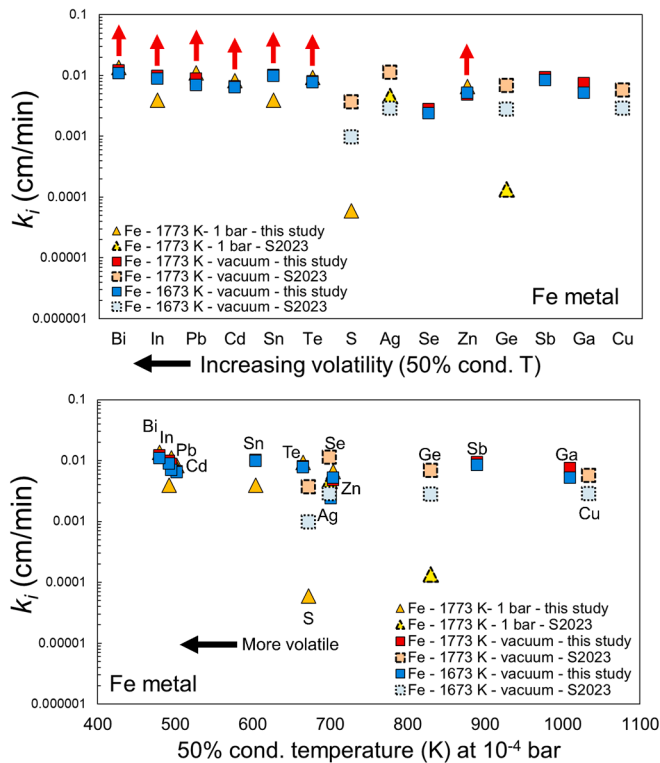 0.1
0.01
0.001
0.0001
0.00001
0.000001
k_i (cm/min)
Fe - 1773 K- 1 bar - this study
Fe - 1773 K - 1 bar - S2023
Fe - 1773 K - vacuum - this study
Fe - 1773 K - vacuum - S2023
Fe - 1673 K - vacuum - this study
Fe - 1673 K - vacuum - S2023
Fe metal
Bi In Pb Cd Sn Te S Ag Se Zn Ge Sb Ga Cu
Increasing volatility (50% cond. T)
0.1
0.01
0.001
0.0001
0.00001
0.000001
k_i (cm/min)
Bi
In
Pb
Cd
Sn
Te
Se
Zn
Ag
S
Ge
Sb
Ga
Cu
More volatile
Fe metal
Fe - 1773 K- 1 bar - this study
Fe - 1773 K - 1 bar - S2023
Fe - 1773 K - vacuum - this study
Fe - 1773 K - vacuum - S2023
Fe - 1673 K - vacuum - this study
Fe - 1673 K - vacuum - S2023
400 500 600 700 800 900 1000 1100
50% cond. temperature (K) at 10⁻⁴ bar